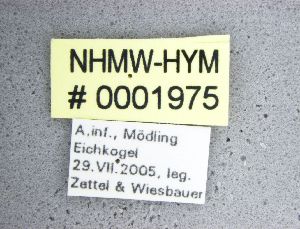 NHMW-HYM
# 0001975
A.inf., Mödling
Eichkogel
29.VII.2005, leg.
Zettel & Wiesbauer